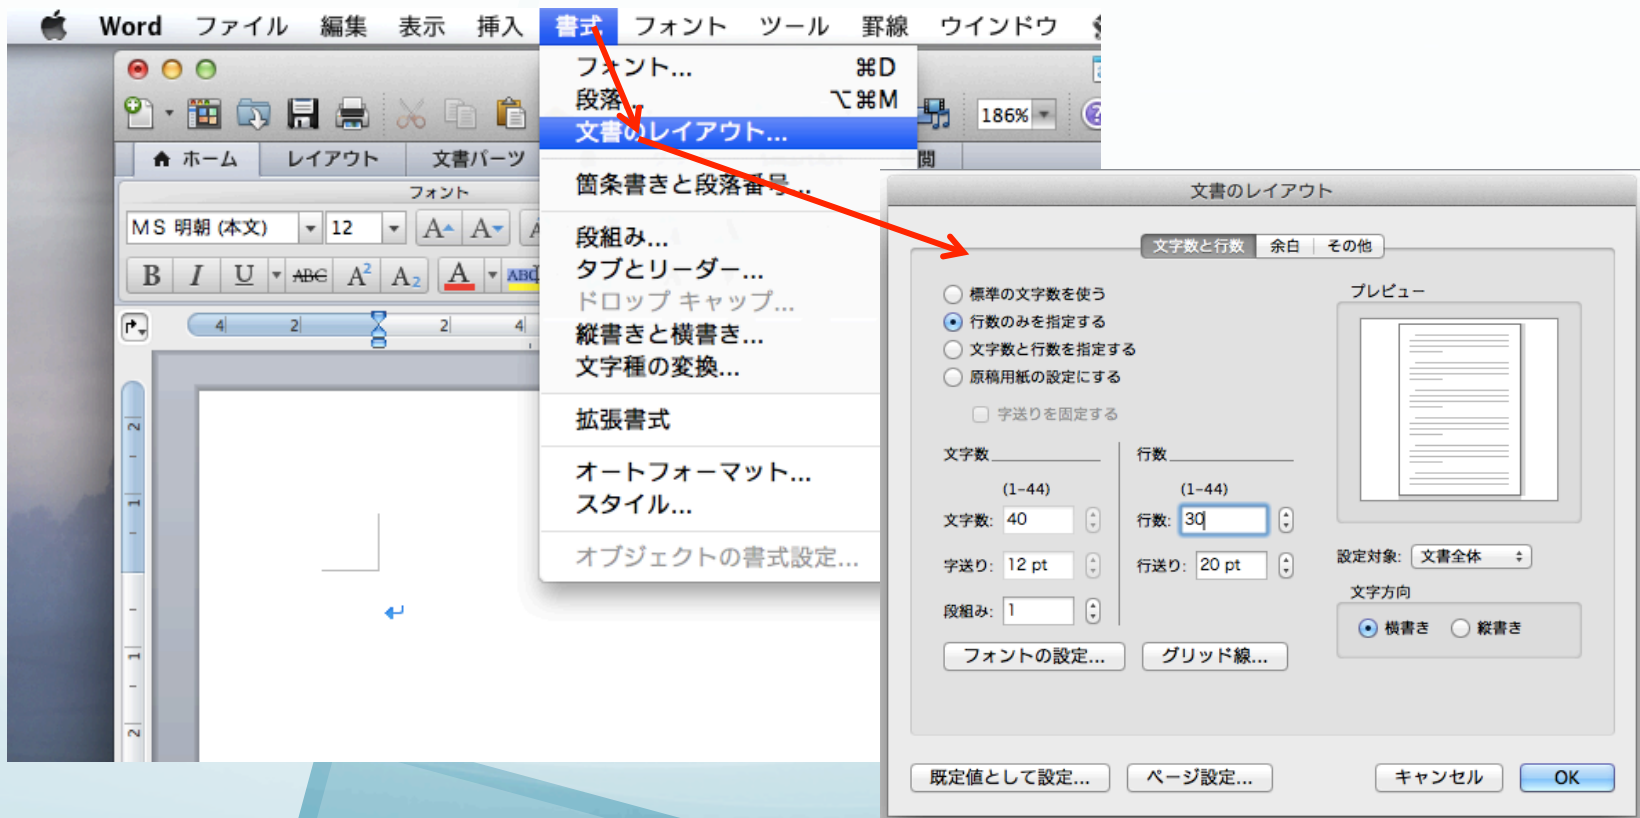 Word ファイル 編集 表示 挿入 書式 フォント ツール 罫線 ウインドウ
フォント... ⌘D
段落... ⌥⌘M
文書のレイアウト...
箇条書きと段落番号...
段組み...
タブとリーダー...
ドロップ キャップ...
縦書きと横書き...
文字種の変換...
拡張書式
オートフォーマット...
スタイル...
オブジェクトの書式設定...
186%
ホーム レイアウト 文書パーツ
閲
フォント
MS 明朝 (本文) 12
B I U ABC A2 A2 A
4 2 2 4
2
1
1
2
文書のレイアウト
文字数と行数 余白 その他
標準の文字数を使う
行数のみを指定する
文字数と行数を指定する
原稿用紙の設定にする
字送りを固定する
プレビュー
文字数 行数
(1-44) (1-44)
文字数: 40 行数: 30
字送り: 12 pt 行送り: 20 pt
段組み: 1
フォントの設定... グリッド線...
設定対象: 文書全体
文字方向
横書き 縦書き
既定値として設定... ページ設定... キャンセル OK